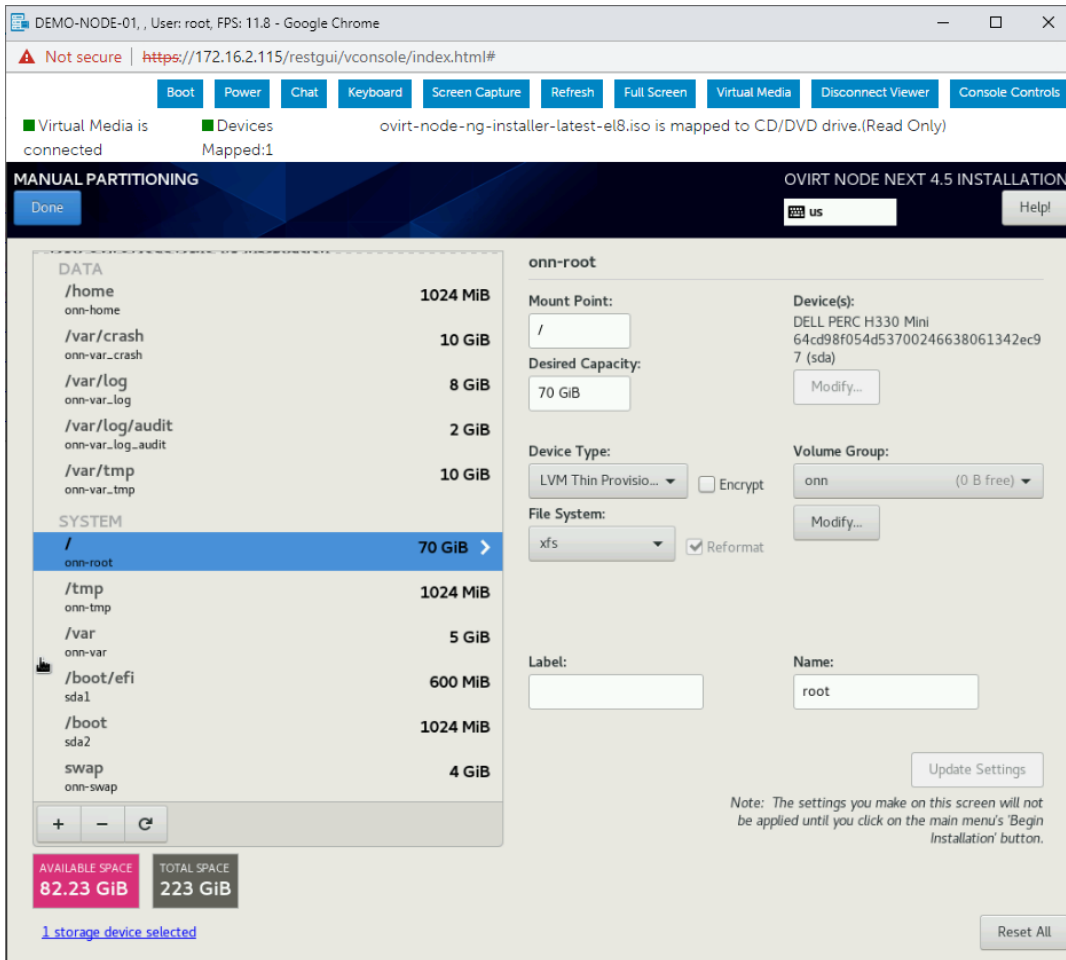 DEMO-NODE-01, , User: root, FPS: 11.8 - Google Chrome
Not secure | https://172.16.2.115/restgui/vconsole/index.html#
Boot Power Chat Keyboard Screen Capture Refresh Full Screen Virtual Media Disconnect Viewer Console Controls
Virtual Media is connected
Devices Mapped:1
ovirt-node-ng-installer-latest-el8.iso is mapped to CD/DVD drive.(Read Only)
MANUAL PARTITIONING
OVIRT NODE NEXT 4.5 INSTALLATION
Done
us
Help!
DATA
/home 1024 MiB
onn-home
/var/crash 10 GiB
onn-var_crash
/var/log 8 GiB
onn-var_log
/var/log/audit 2 GiB
onn-var_log_audit
/var/tmp 10 GiB
onn-var_tmp
SYSTEM
/ 70 GiB
onn-root
/tmp 1024 MiB
onn-tmp
/var 5 GiB
onn-var
/boot/efi 600 MiB
sda1
/boot 1024 MiB
sda2
swap 4 GiB
onn-swap
+ −
AVAILABLE SPACE
82.23 GiB
TOTAL SPACE
223 GiB
1 storage device selected
onn-root
Mount Point:
/
Desired Capacity:
70 GiB
Device(s):
DELL PERC H330 Mini
64cd98f054d53700246638061342ec9
7 (sda)
Modify...
Device Type:
LVM Thin Provisio...
Encrypt
Volume Group:
onn (0 B free)
File System:
xfs
Reformat
Modify...
Label:
Name:
root
Update Settings
Note: The settings you make on this screen will not
be applied until you click on the main menu's 'Begin
Installation' button.
Reset All